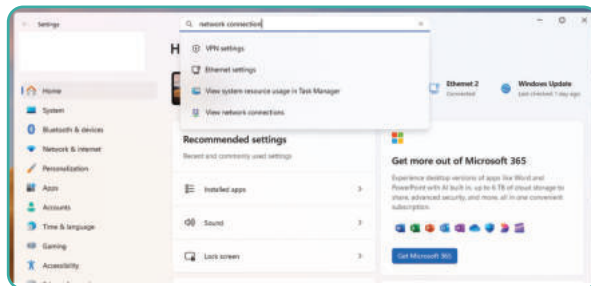 Settings
network connection
H
VPN settings
Ethernet settings
View system resource usage in Task Manager
View network connections
Ethernet 2
Connected
Windows Update
Last checked: 1 day ago
Home
System
Bluetooth & devices
Network & internet
Personalization
Apps
Accounts
Time & language
Gaming
Accessibility
Recommended settings
Recent and commonly used settings
Installed apps
Sound
Lock screen
Get more out of Microsoft 365
Experience desktop versions of apps like Word and
PowerPoint with AI built in, up to 6 TB of cloud storage to
share, advanced security, and more, all in one convenient
subscription.
Get Microsoft 365